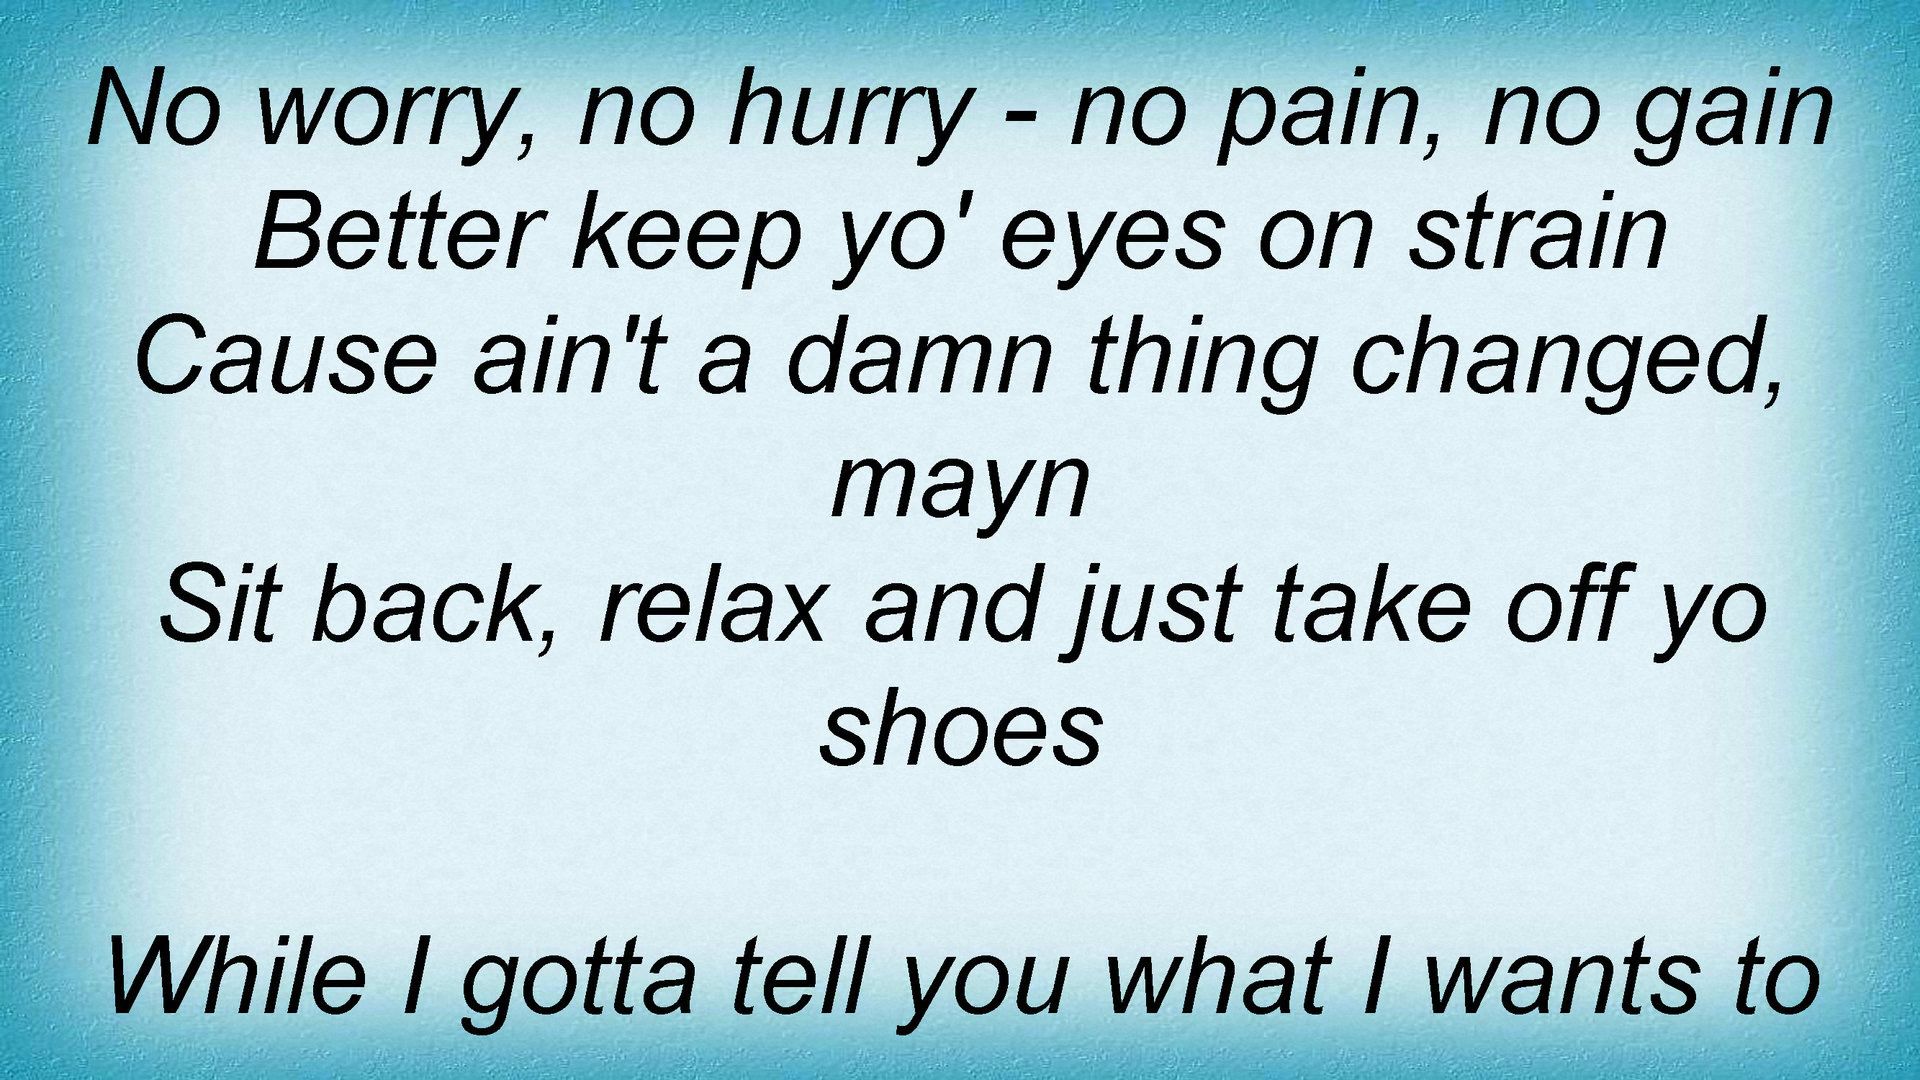 No worry, no hurry - no pain, no gain
Better keep yo' eyes on strain
Cause ain't a damn thing changed,
mayn
Sit back, relax and just take off yo
shoes
While I gotta tell you what I wants to